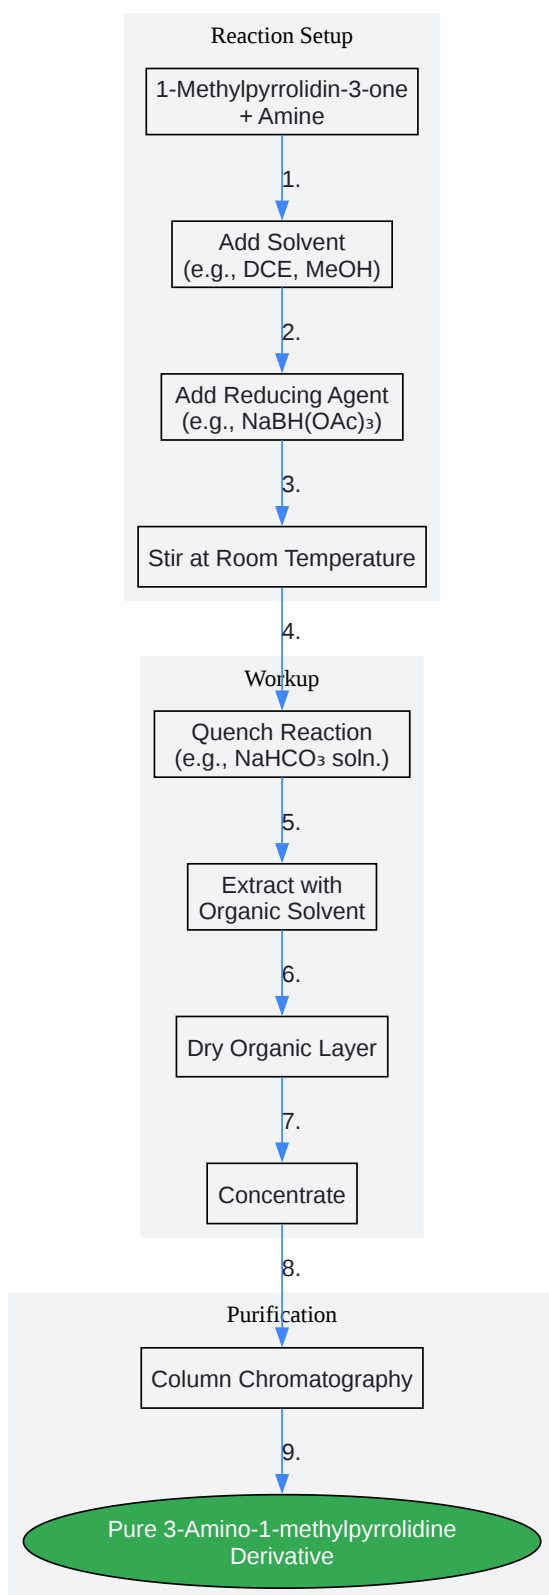 Reaction Setup
1-Methylpyrrolidin-3-one
+ Amine
1.
Add Solvent
(e.g., DCE, MeOH)
2.
Add Reducing Agent
(e.g., NaBH(OAc)₃)
3.
Stir at Room Temperature
4.
Workup
Quench Reaction
(e.g., NaHCO₃ soln.)
5.
Extract with
Organic Solvent
6.
Dry Organic Layer
7.
Concentrate
8.
Purification
Column Chromatography
9.
Pure 3-Amino-1-methylpyrrolidine
Derivative